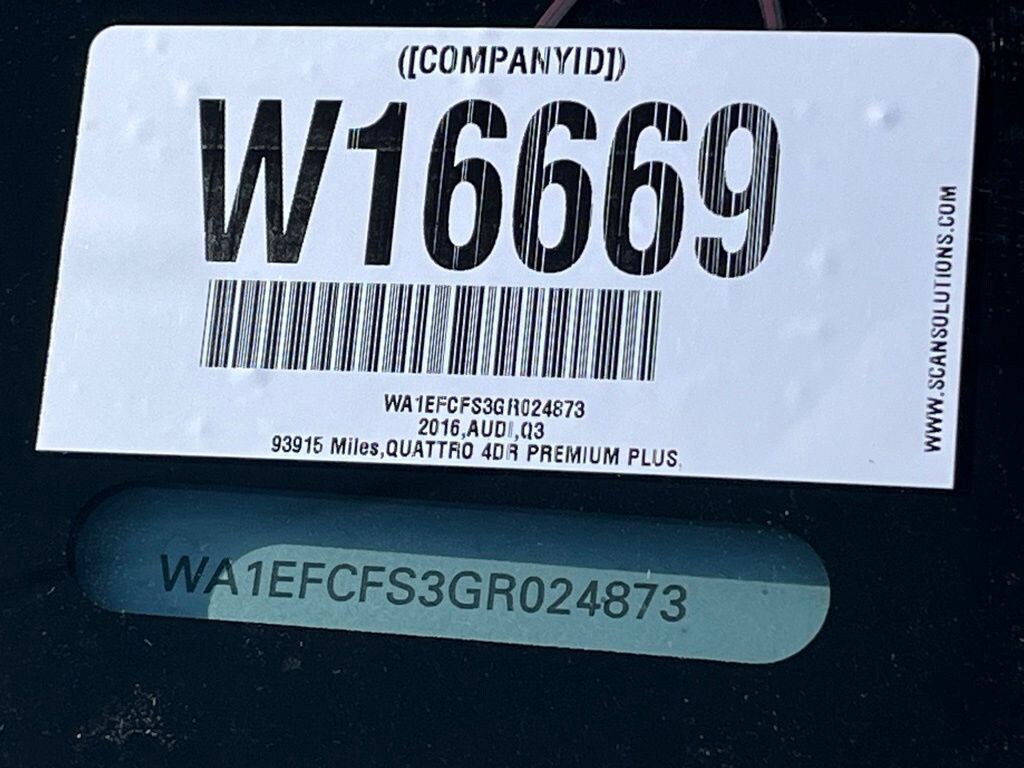 ([COMPANYID])
W16669
WA1EFCFS3GR024873
2016,AUDI,Q3
93915 Miles,QUATTRO 4DR PREMIUM PLUS,
WWW.SCANSOLUTIONS.COM
WA1EFCFS3GR024873